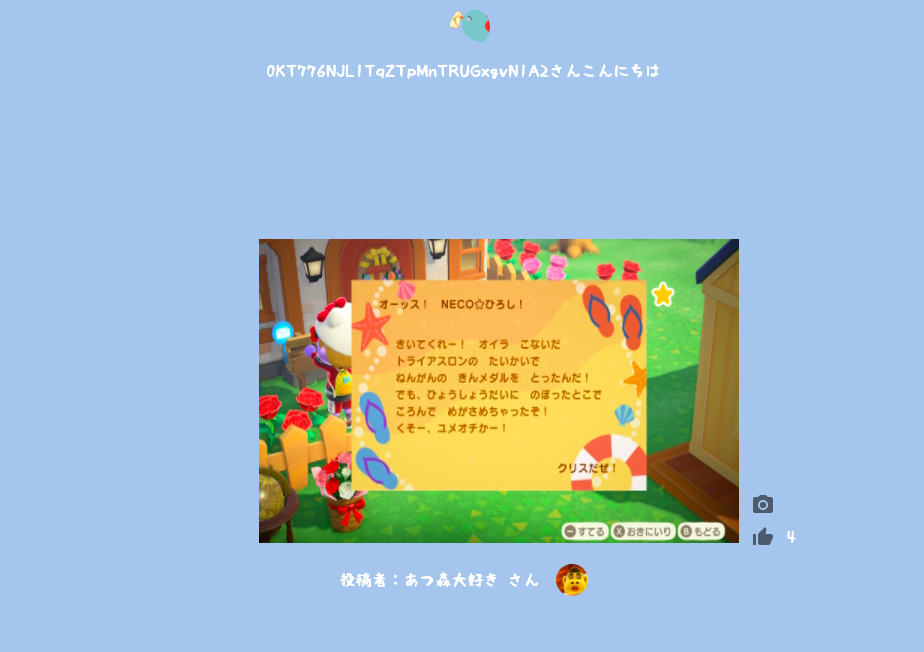 0KT776NJL1TqZTpMnTRUGxgvN1A2さんこんにちは
オーッス！　NECO☆ひろし！
きいてくれー！　オイラ　こないだ
トライアスロンの　たいかいで
ねんがんの　きんメダルを　とったんだ！
でも、ひょうしょうだいに　のぼったとこで
ころんで　めがさめちゃったぞ！
くそー、ユメオチかー！
クリスだぜ！
－すてる　Xおきにいり　Bもどる
4
投稿者：あつ森大好き さん